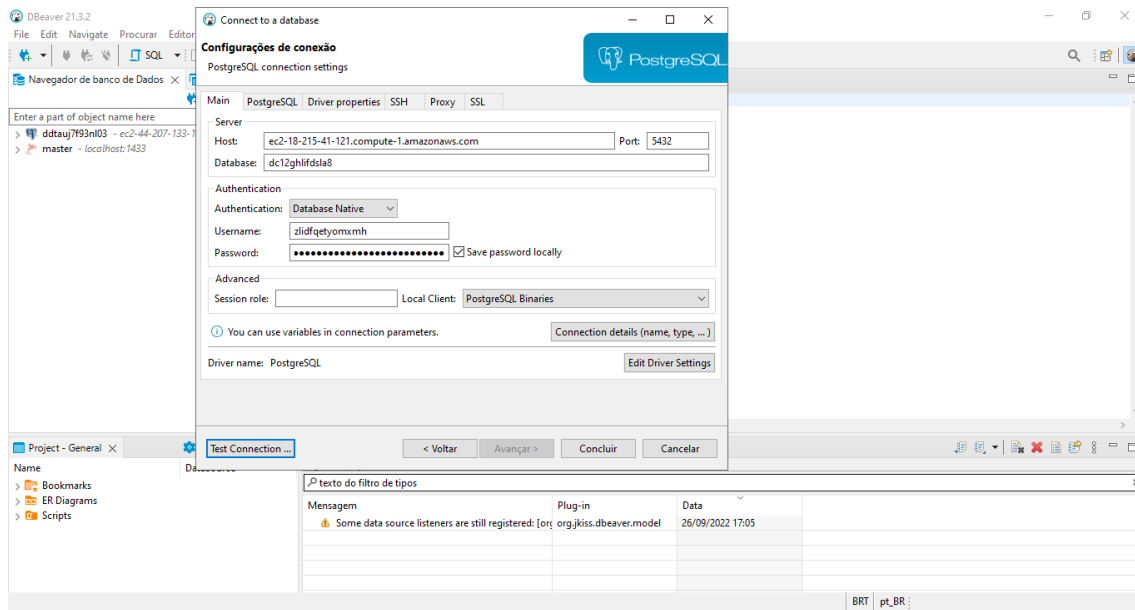 DBeaver 21.3.2
File Edit Navigate Procurar Editor
SQL
Navegador de banco de Dados
Enter a part of object name here
ddtauj7f93nl03 - ec2-44-207-133-1
master - localhost:1433
Connect to a database
Configurações de conexão
PostgreSQL connection settings
PostgreSQL
Main PostgreSQL Driver properties SSH Proxy SSL
Server
Host: ec2-18-215-41-121.compute-1.amazonaws.com Port: 5432
Database: dc12ghlifdsla8
Authentication
Authentication: Database Native
Username: zlidfqetyomxmh
Password: ••••••••••••••••••••••••••• Save password locally
Advanced
Session role: Local Client: PostgreSQL Binaries
You can use variables in connection parameters. Connection details (name, type, ... )
Driver name: PostgreSQL Edit Driver Settings
Test Connection ... < Voltar Avançar > Concluir Cancelar
Project - General
Name
Bookmarks
ER Diagrams
Scripts
texto do filtro de tipos
Mensagem Plug-in Data
Some data source listeners are still registered: [org org.jkiss.dbeaver.model 26/09/2022 17:05
BRT pt_BR